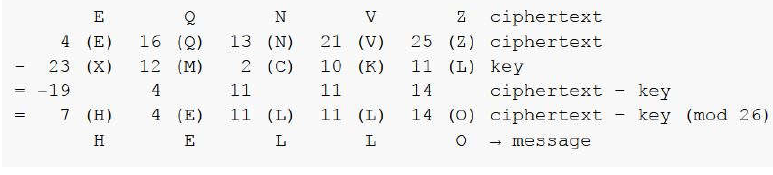 E Q N V Z ciphertext
4 (E) 16 (Q) 13 (N) 21 (V) 25 (Z) ciphertext
- 23 (X) 12 (M) 2 (C) 10 (K) 11 (L) key
= -19 4 11 11 14 ciphertext - key
= 7 (H) 4 (E) 11 (L) 11 (L) 14 (O) ciphertext - key (mod 26)
H E L L O → message